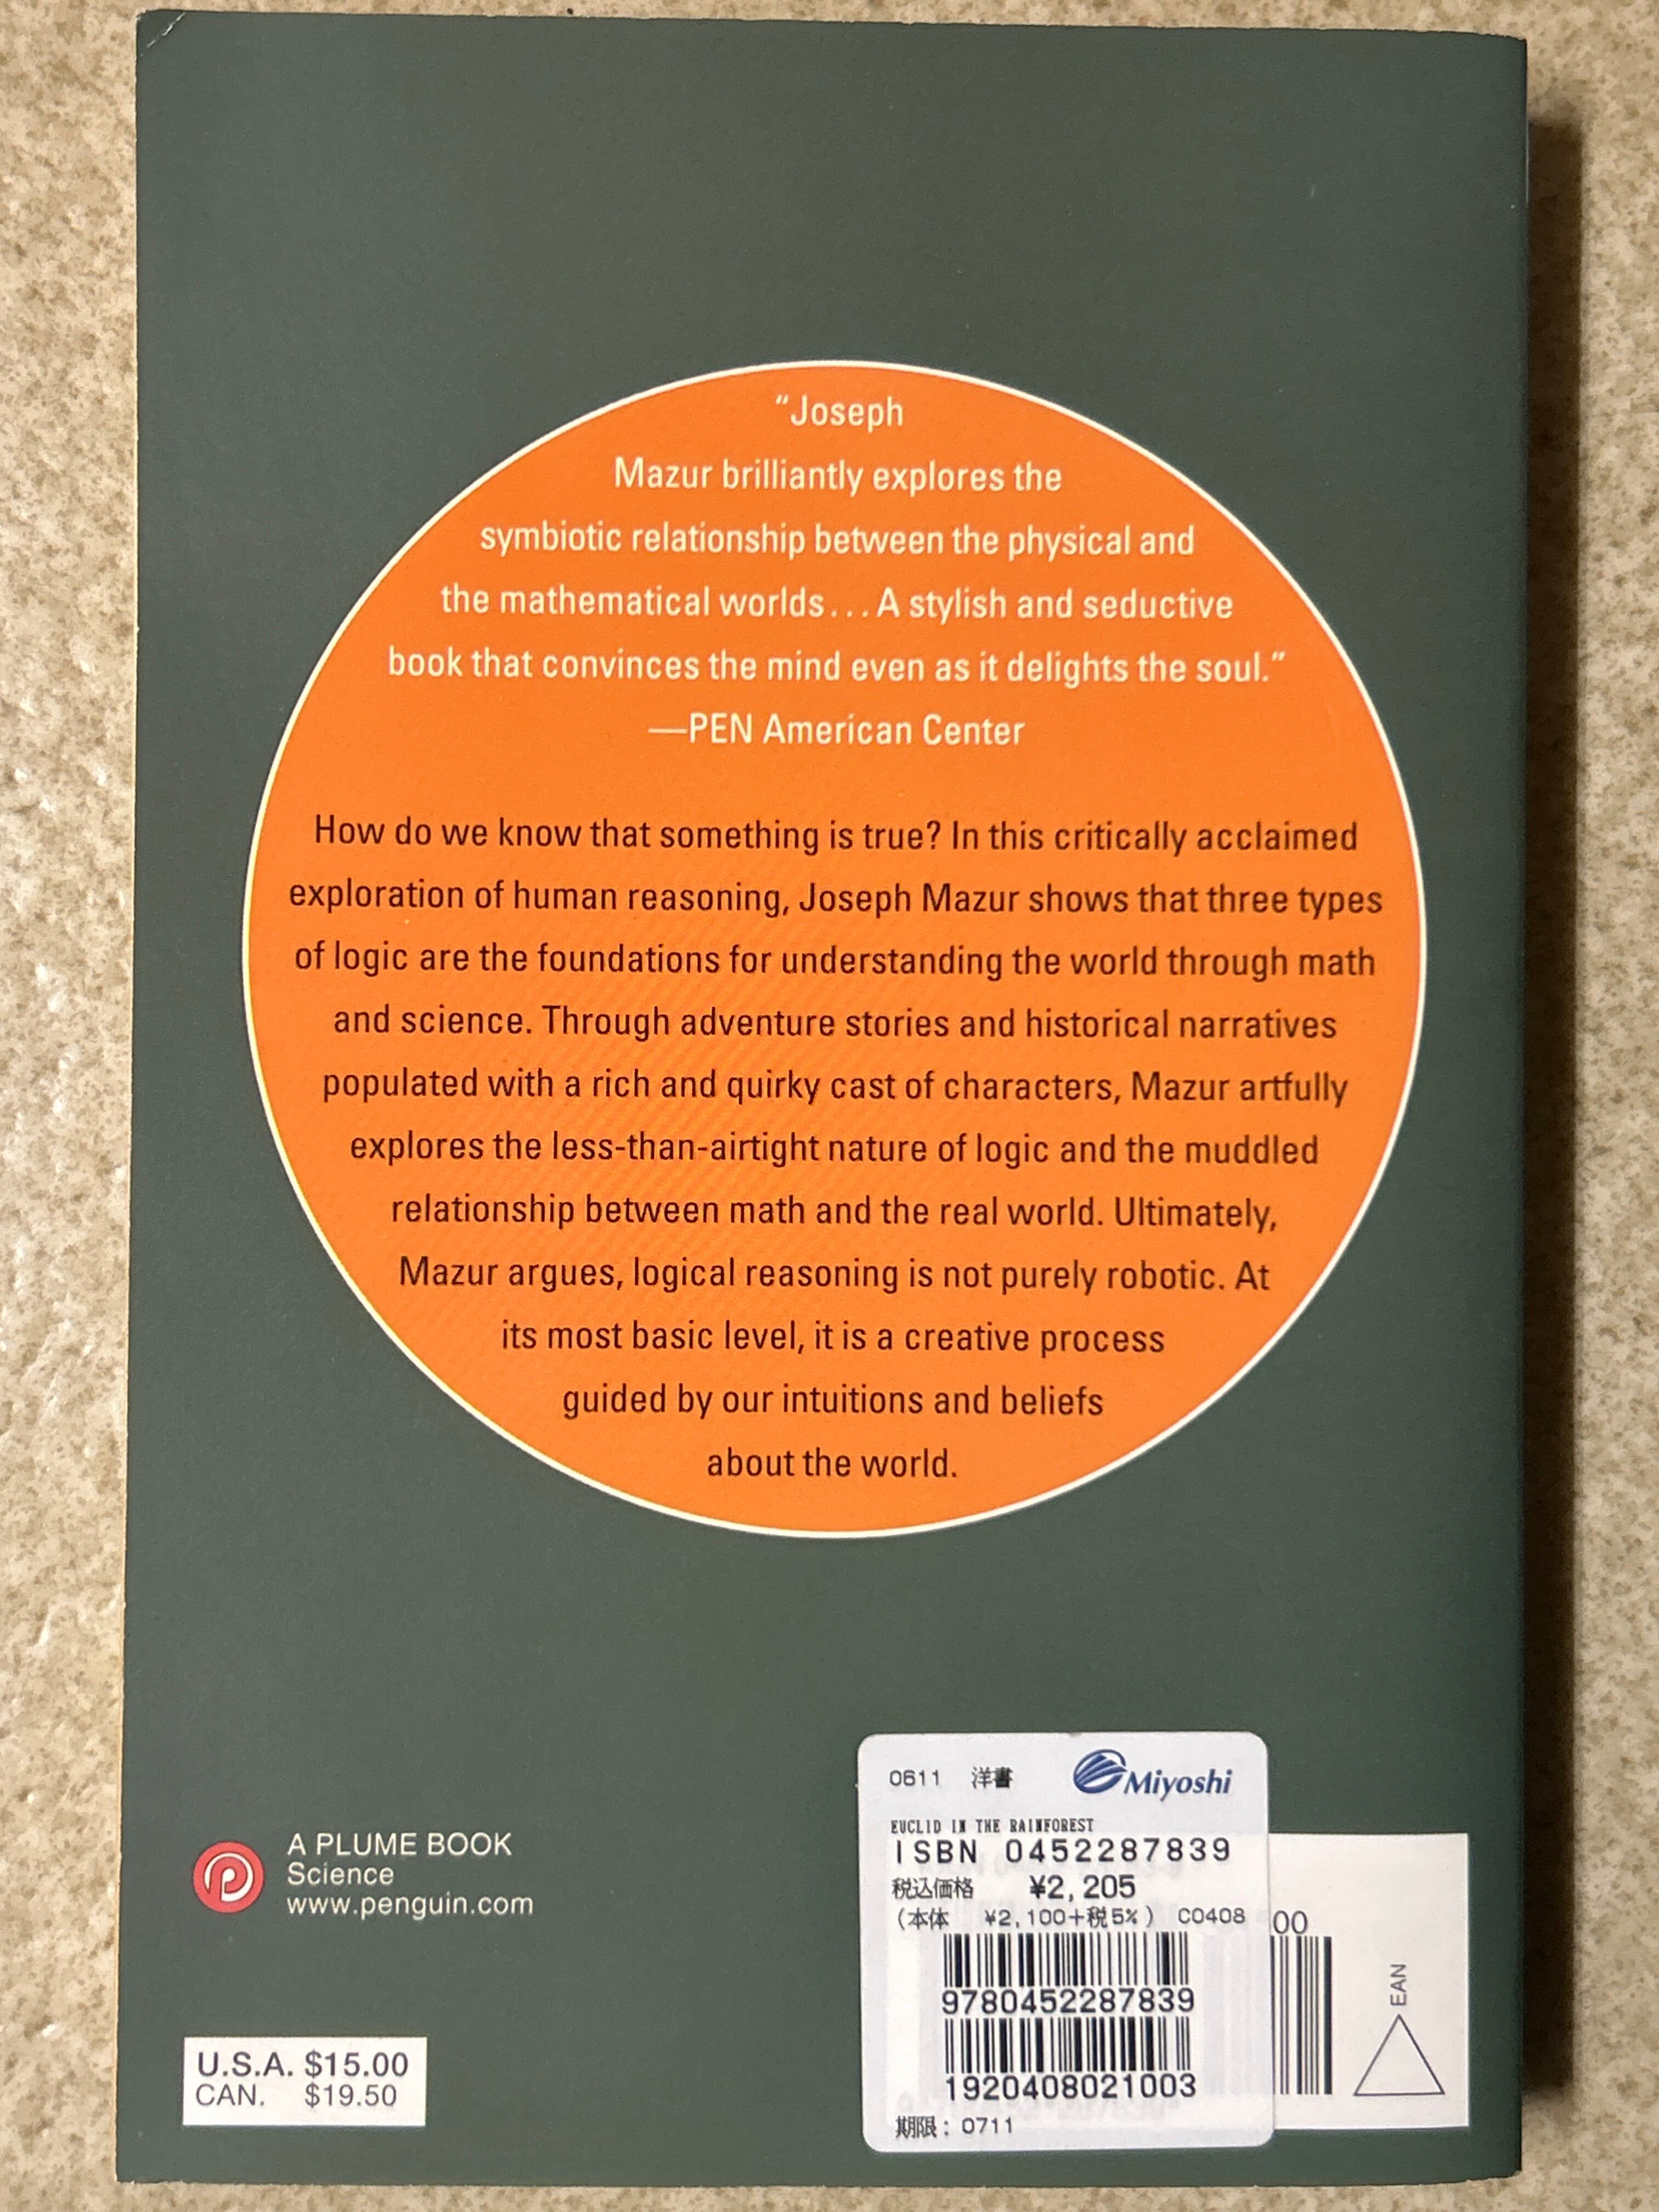 “Joseph
Mazur brilliantly explores the
symbiotic relationship between the physical and
the mathematical worlds...A stylish and seductive
book that convinces the mind even as it delights the soul.”
—PEN American Center
How do we know that something is true? In this critically acclaimed
exploration of human reasoning, Joseph Mazur shows that three types
of logic are the foundations for understanding the world through math
and science. Through adventure stories and historical narratives
populated with a rich and quirky cast of characters, Mazur artfully
explores the less-than-airtight nature of logic and the muddled
relationship between math and the real world. Ultimately,
Mazur argues, logical reasoning is not purely robotic. At
its most basic level, it is a creative process
guided by our intuitions and beliefs
about the world.
A PLUME BOOK
Science
www.penguin.com
U.S.A. $15.00
CAN. $19.50
0611 洋書 Miyoshi
EUCLID IN THE RAINFOREST
ISBN 0452287839
税込価格 ¥2,205
(本体 ¥2,100+税5%) C0408
9780452287839
1920408021003
期限: 0711
00
EAN